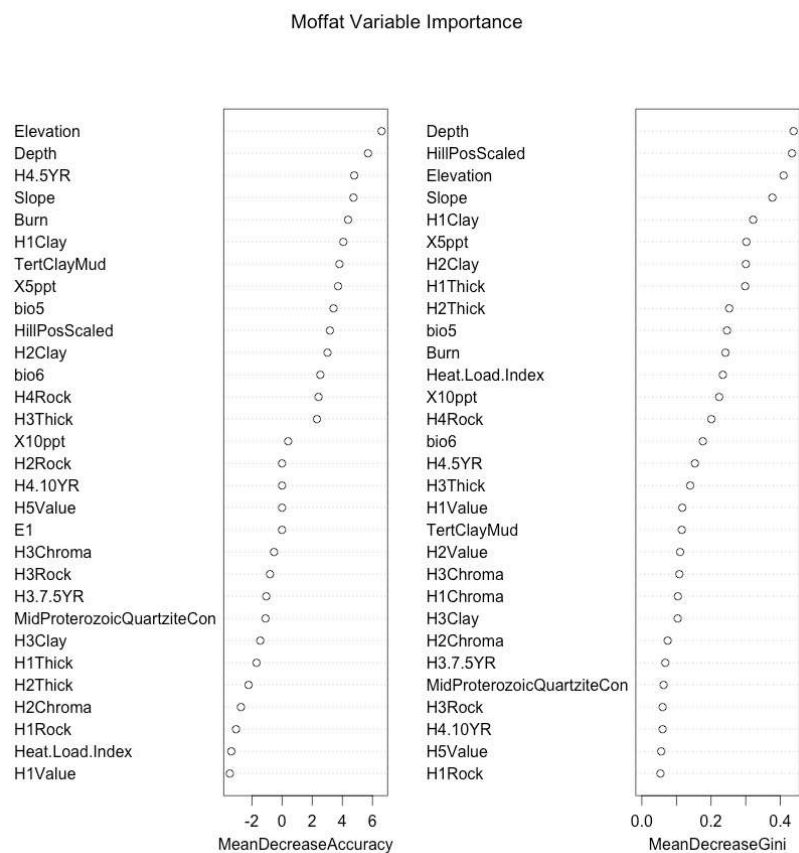 Moffat Variable Importance
Elevation
Depth
H4.5YR
Slope
Burn
H1Clay
TertClayMud
X5ppt
bio5
HillPosScaled
H2Clay
bio6
H4Rock
H3Thick
X10ppt
H2Rock
H4.10YR
H5Value
E1
H3Chroma
H3Rock
H3.7.5YR
MidProterozoicQuartziteCon
H3Clay
H1Thick
H2Thick
H2Chroma
H1Rock
Heat.Load.Index
H1Value
-2 0 2 4 6
MeanDecreaseAccuracy
Depth
HillPosScaled
Elevation
Slope
H1Clay
X5ppt
H2Clay
H1Thick
H2Thick
bio5
Burn
Heat.Load.Index
X10ppt
H4Rock
bio6
H4.5YR
H3Thick
H1Value
TertClayMud
H2Value
H3Chroma
H1Chroma
H3Clay
H2Chroma
H3.7.5YR
MidProterozoicQuartziteCon
H3Rock
H4.10YR
H5Value
H1Rock
0.0 0.2 0.4
MeanDecreaseGini